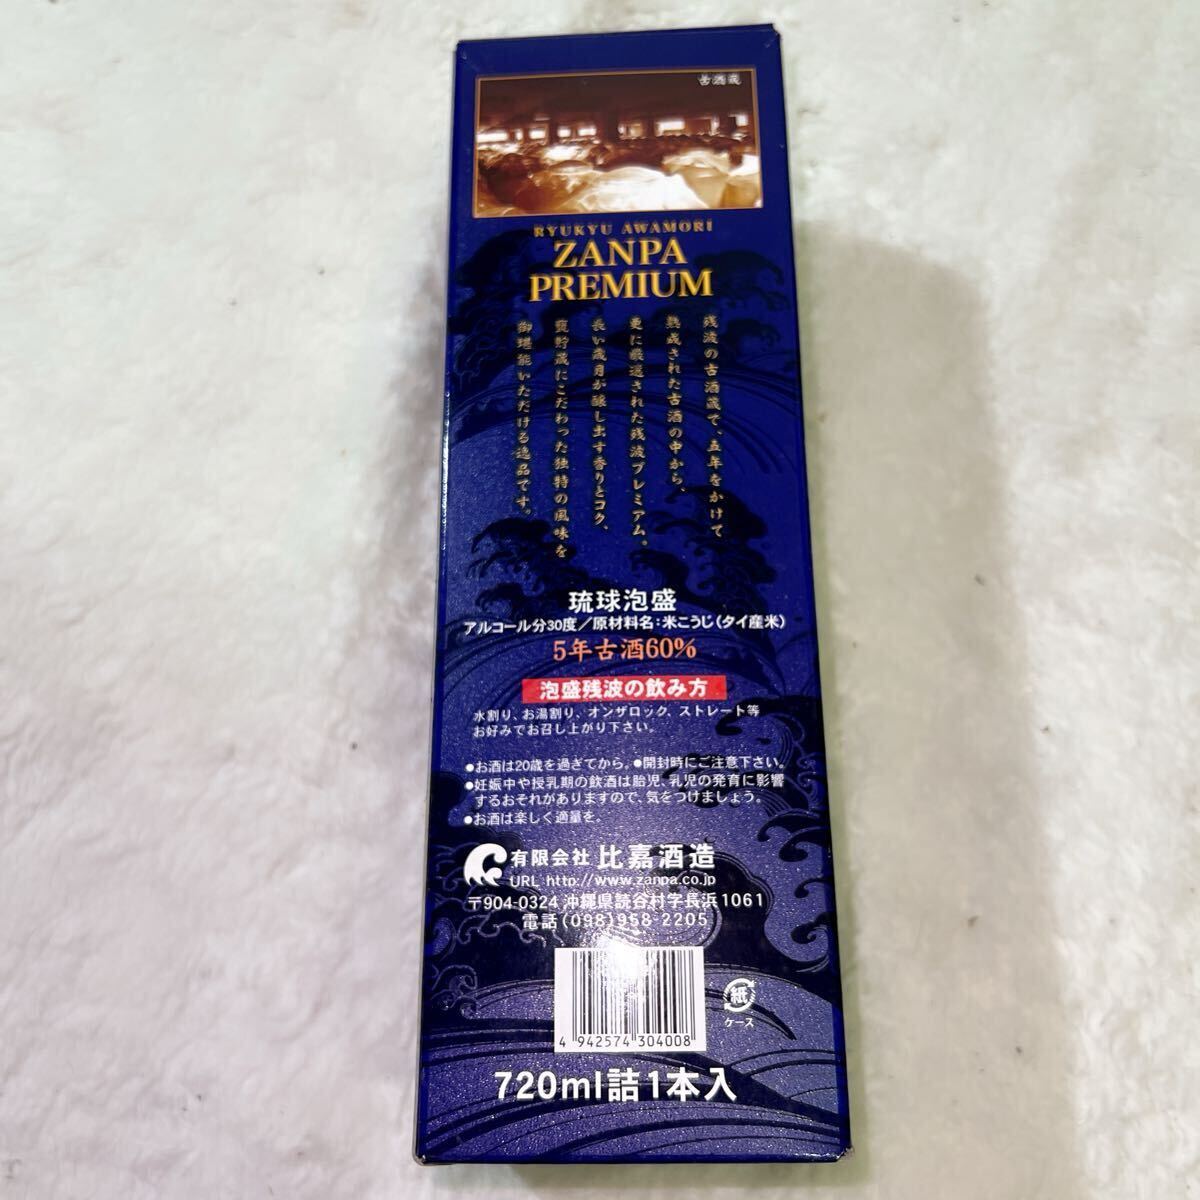 古酒蔵
RYUKYU AWAMORI
ZANPA
PREMIUM
残波の古酒蔵で、五年をかけて
熟成された古酒の中から、
更に厳選された残波プレミアム。
長い歳月が醸し出す香りとコク、
甕貯蔵にこだわった独特の風味を
御堪能いただける逸品です。
琉球泡盛
アルコール分30度／原材料名：米こうじ（タイ産米）
5年古酒60%
泡盛残波の飲み方
水割り、お湯割り、オンザロック、ストレート等
お好みでお召し上がり下さい。
●お酒は20歳を過ぎてから。●開封時にご注意下さい。
●妊娠中や授乳期の飲酒は胎児、乳児の発育に影響
するおそれがありますので、気をつけましょう。
●お酒は楽しく適量を。
有限会社 比嘉酒造
URL http://www.zanpa.co.jp
〒904-0324 沖縄県読谷村字長浜1061
電話(098)958-2205
4 942574 304008
紙
ケース
720ml詰1本入